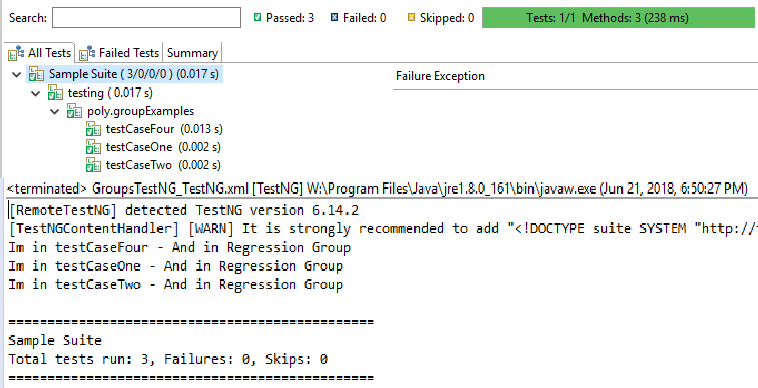 Search: Passed: 3 Failed: 0 Skipped: 0 Tests: 1/1 Methods: 3 (238 ms)
All Tests Failed Tests Summary
Sample Suite ( 3/0/0/0 ) (0.017 s)
Failure Exception
testing ( 0.017 s)
poly.groupExamples
testCaseFour (0.013 s)
testCaseOne (0.002 s)
testCaseTwo (0.002 s)
<terminated> GroupsTestNG_TestNG.xml [TestNG] W:\Program Files\Java\jre1.8.0_161\bin\javaw.exe (Jun 21, 2018, 6:50:27 PM)
[RemoteTestNG] detected TestNG version 6.14.2
[TestNGContentHandler] [WARN] It is strongly recommended to add "<!DOCTYPE suite SYSTEM "http://
Im in testCaseFour - And in Regression Group
Im in testCaseOne - And in Regression Group
Im in testCaseTwo - And in Regression Group
===============================================
Sample Suite
Total tests run: 3, Failures: 0, Skips: 0
===============================================